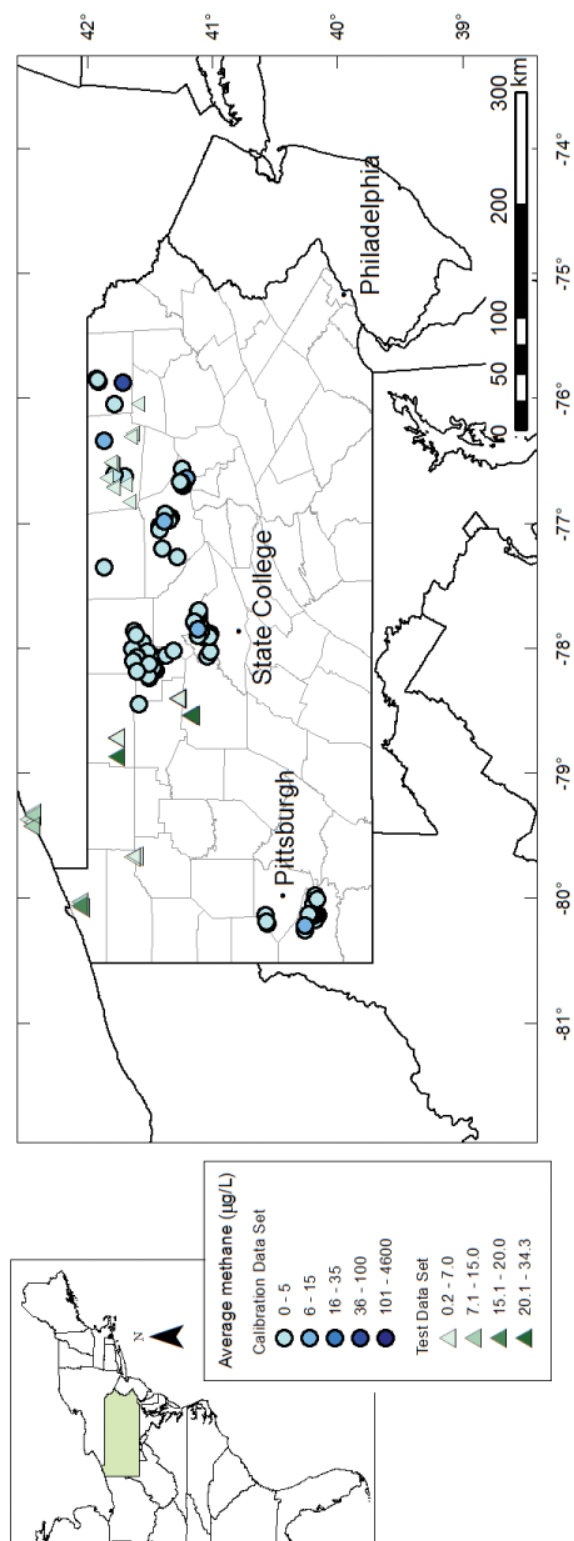 N
Average methane (µg/L)
Calibration Data Set
0 - 5
6 - 15
16 - 35
36 - 100
101 - 4600
Test Data Set
0.2 - 7.0
7.1 - 15.0
15.1 - 20.0
20.1 - 34.3
42°
41°
40°
39°
Pittsburgh
State College
Philadelphia
0 50 100 200 300
km
-81° -80° -79° -78° -77° -76° -75° -74°